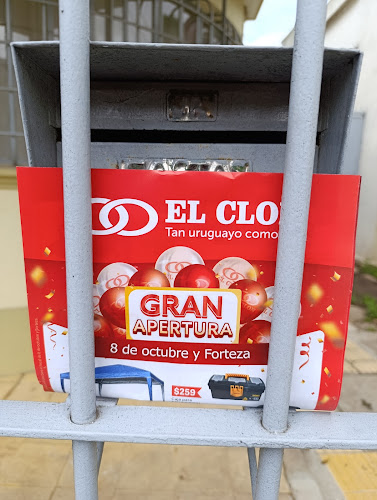 EL CLO
Tan uruguayo como
GRAN
APERTURA
8 de octubre y Forteza
$259